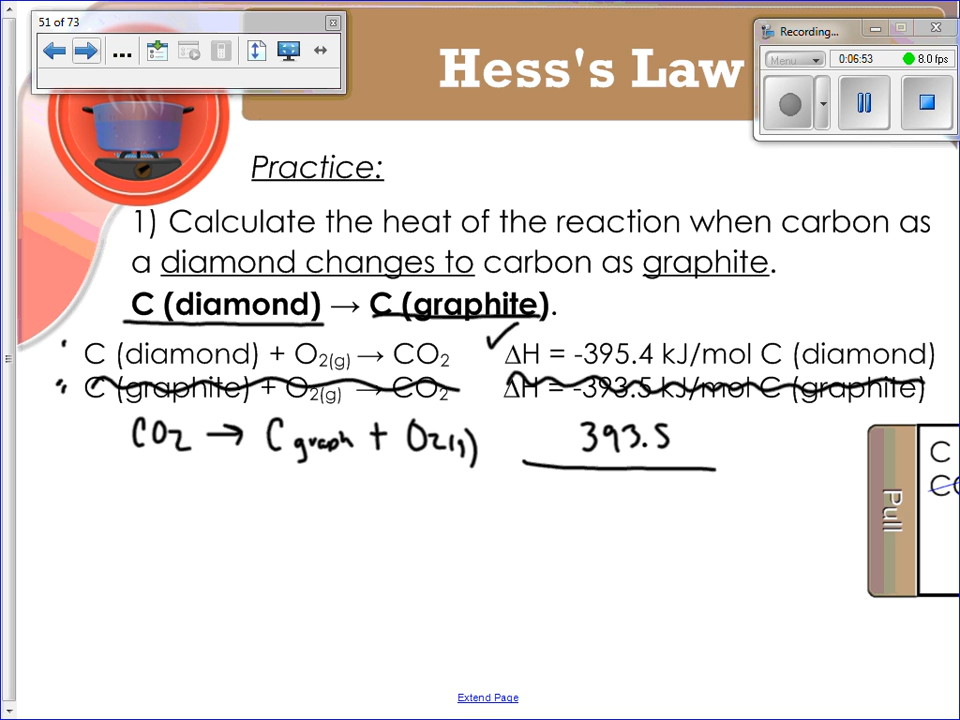 51 of 73
Hess's Law
Recording...
Menu
0:06:53
8.0 fps
Practice:
1) Calculate the heat of the reaction when carbon as
a diamond changes to carbon as graphite.
C (diamond) → C (graphite).
C (diamond) + O2(g) → CO2 ΔH = -395.4 kJ/mol C (diamond)
C (graphite) + O2(g) → CO2 ΔH = -393.5 kJ/mol C (graphite)
CO2 → C graph + O2(g) 393.5
Pull
C
Extend Page